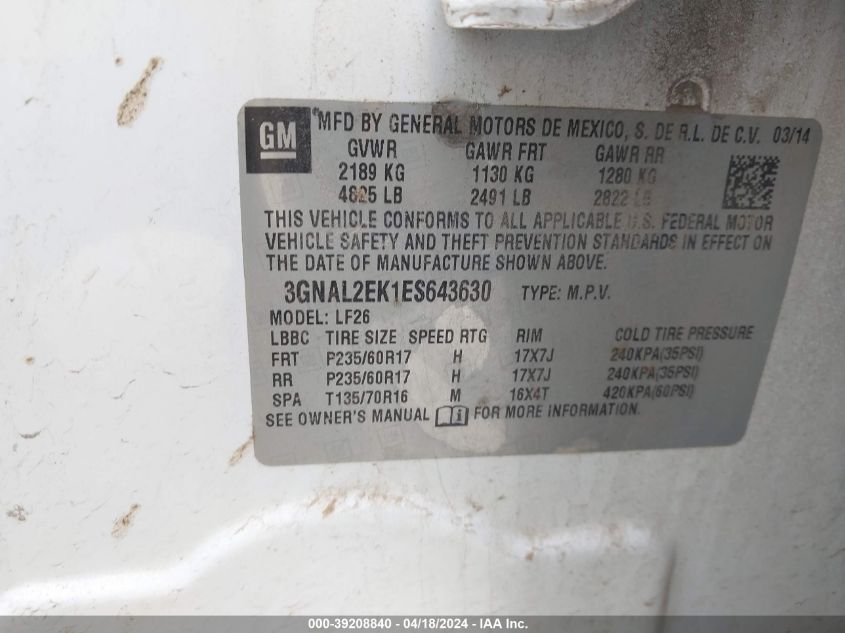 GM
MFD BY GENERAL MOTORS DE MEXICO, S. DE R.L. DE C.V. 03/14
GVWR GAWR FRT GAWR RR
2189 KG 1130 KG 1280 KG
4825 LB 2491 LB 2822 LB
THIS VEHICLE CONFORMS TO ALL APPLICABLE U.S. FEDERAL MOTOR
VEHICLE SAFETY AND THEFT PREVENTION STANDARDS IN EFFECT ON
THE DATE OF MANUFACTURE SHOWN ABOVE.
3GNAL2EK1ES643630 TYPE: M.P.V.
MODEL: LF26
LBBC TIRE SIZE SPEED RTG RIM COLD TIRE PRESSURE
FRT P235/60R17 H 17X7J 240KPA(35PSI)
RR P235/60R17 H 17X7J 240KPA(35PSI)
SPA T135/70R16 M 16X4T 420KPA(60PSI)
SEE OWNER'S MANUAL FOR MORE INFORMATION.
000-39208840 - 04/18/2024 - IAA Inc.